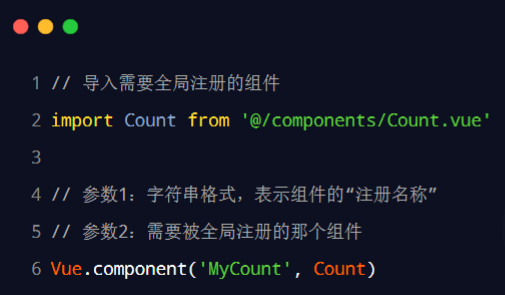 1 // 导入需要全局注册的组件
2 import Count from '@/components/Count.vue'
3
4 // 参数1：字符串格式，表示组件的“注册名称”
5 // 参数2：需要被全局注册的那个组件
6 Vue.component('MyCount', Count)